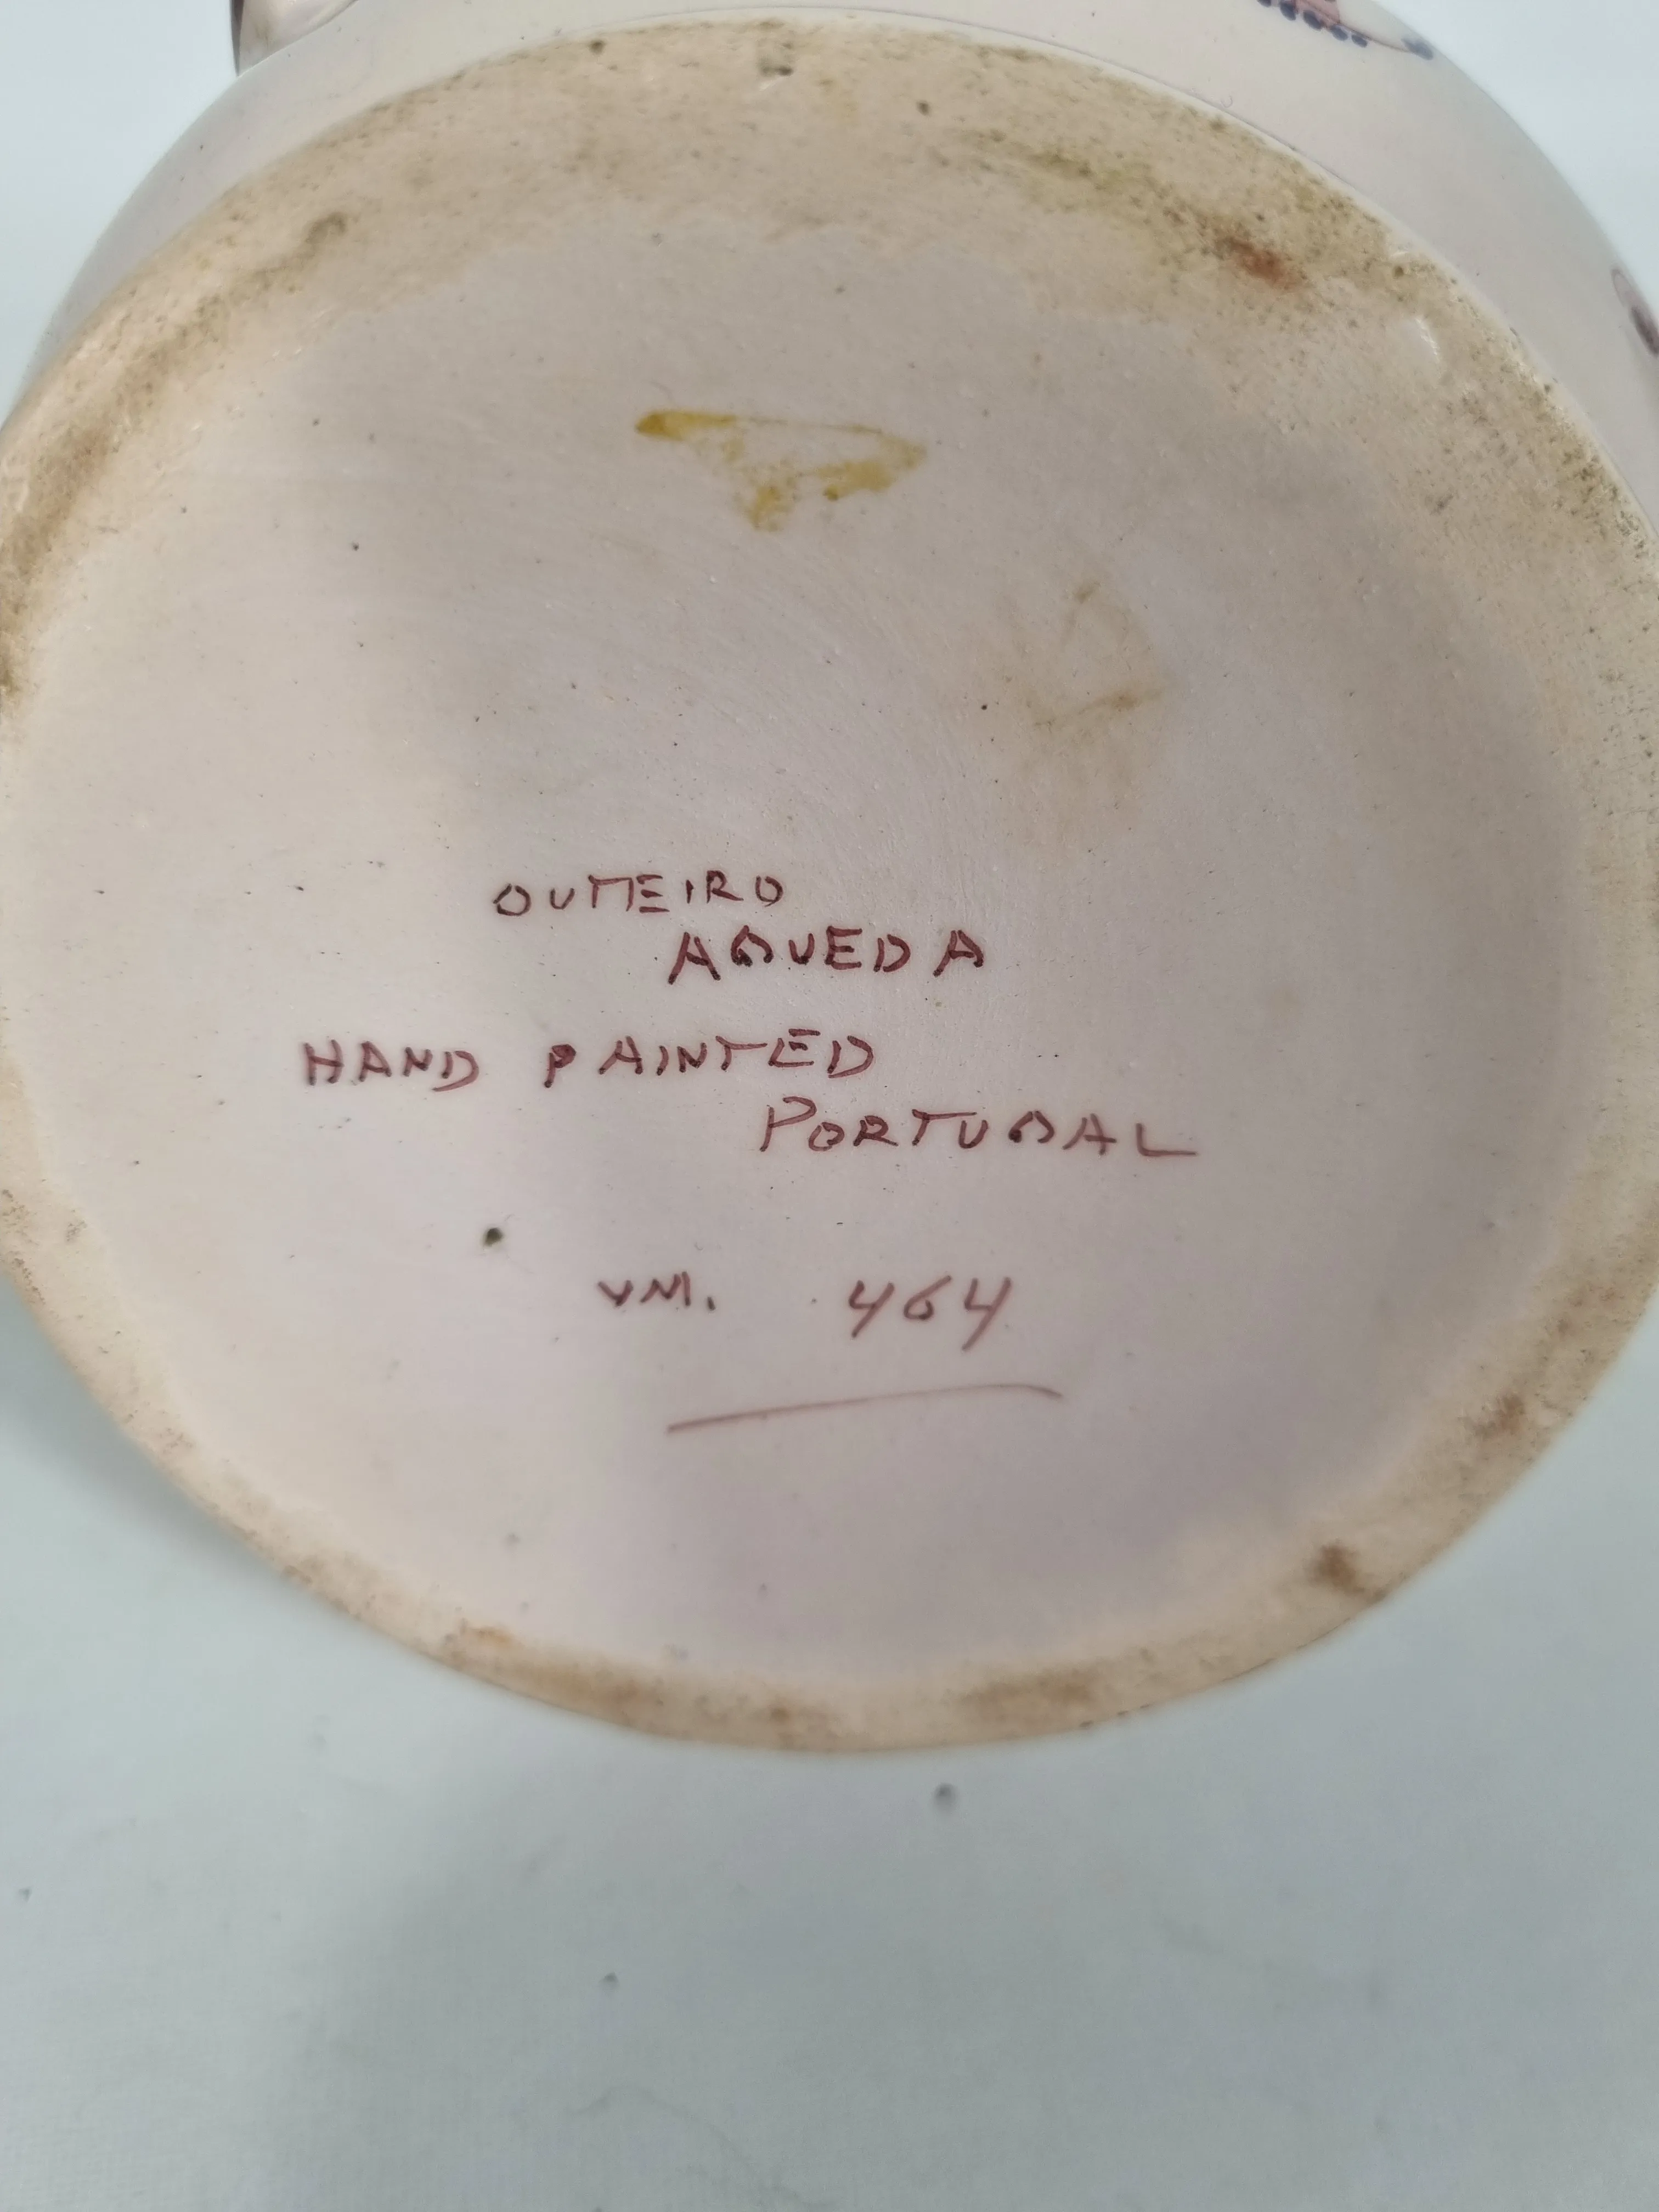 OUTEIRO
AGUEDA
HAND PAINTED
PORTUGAL
VM. 464